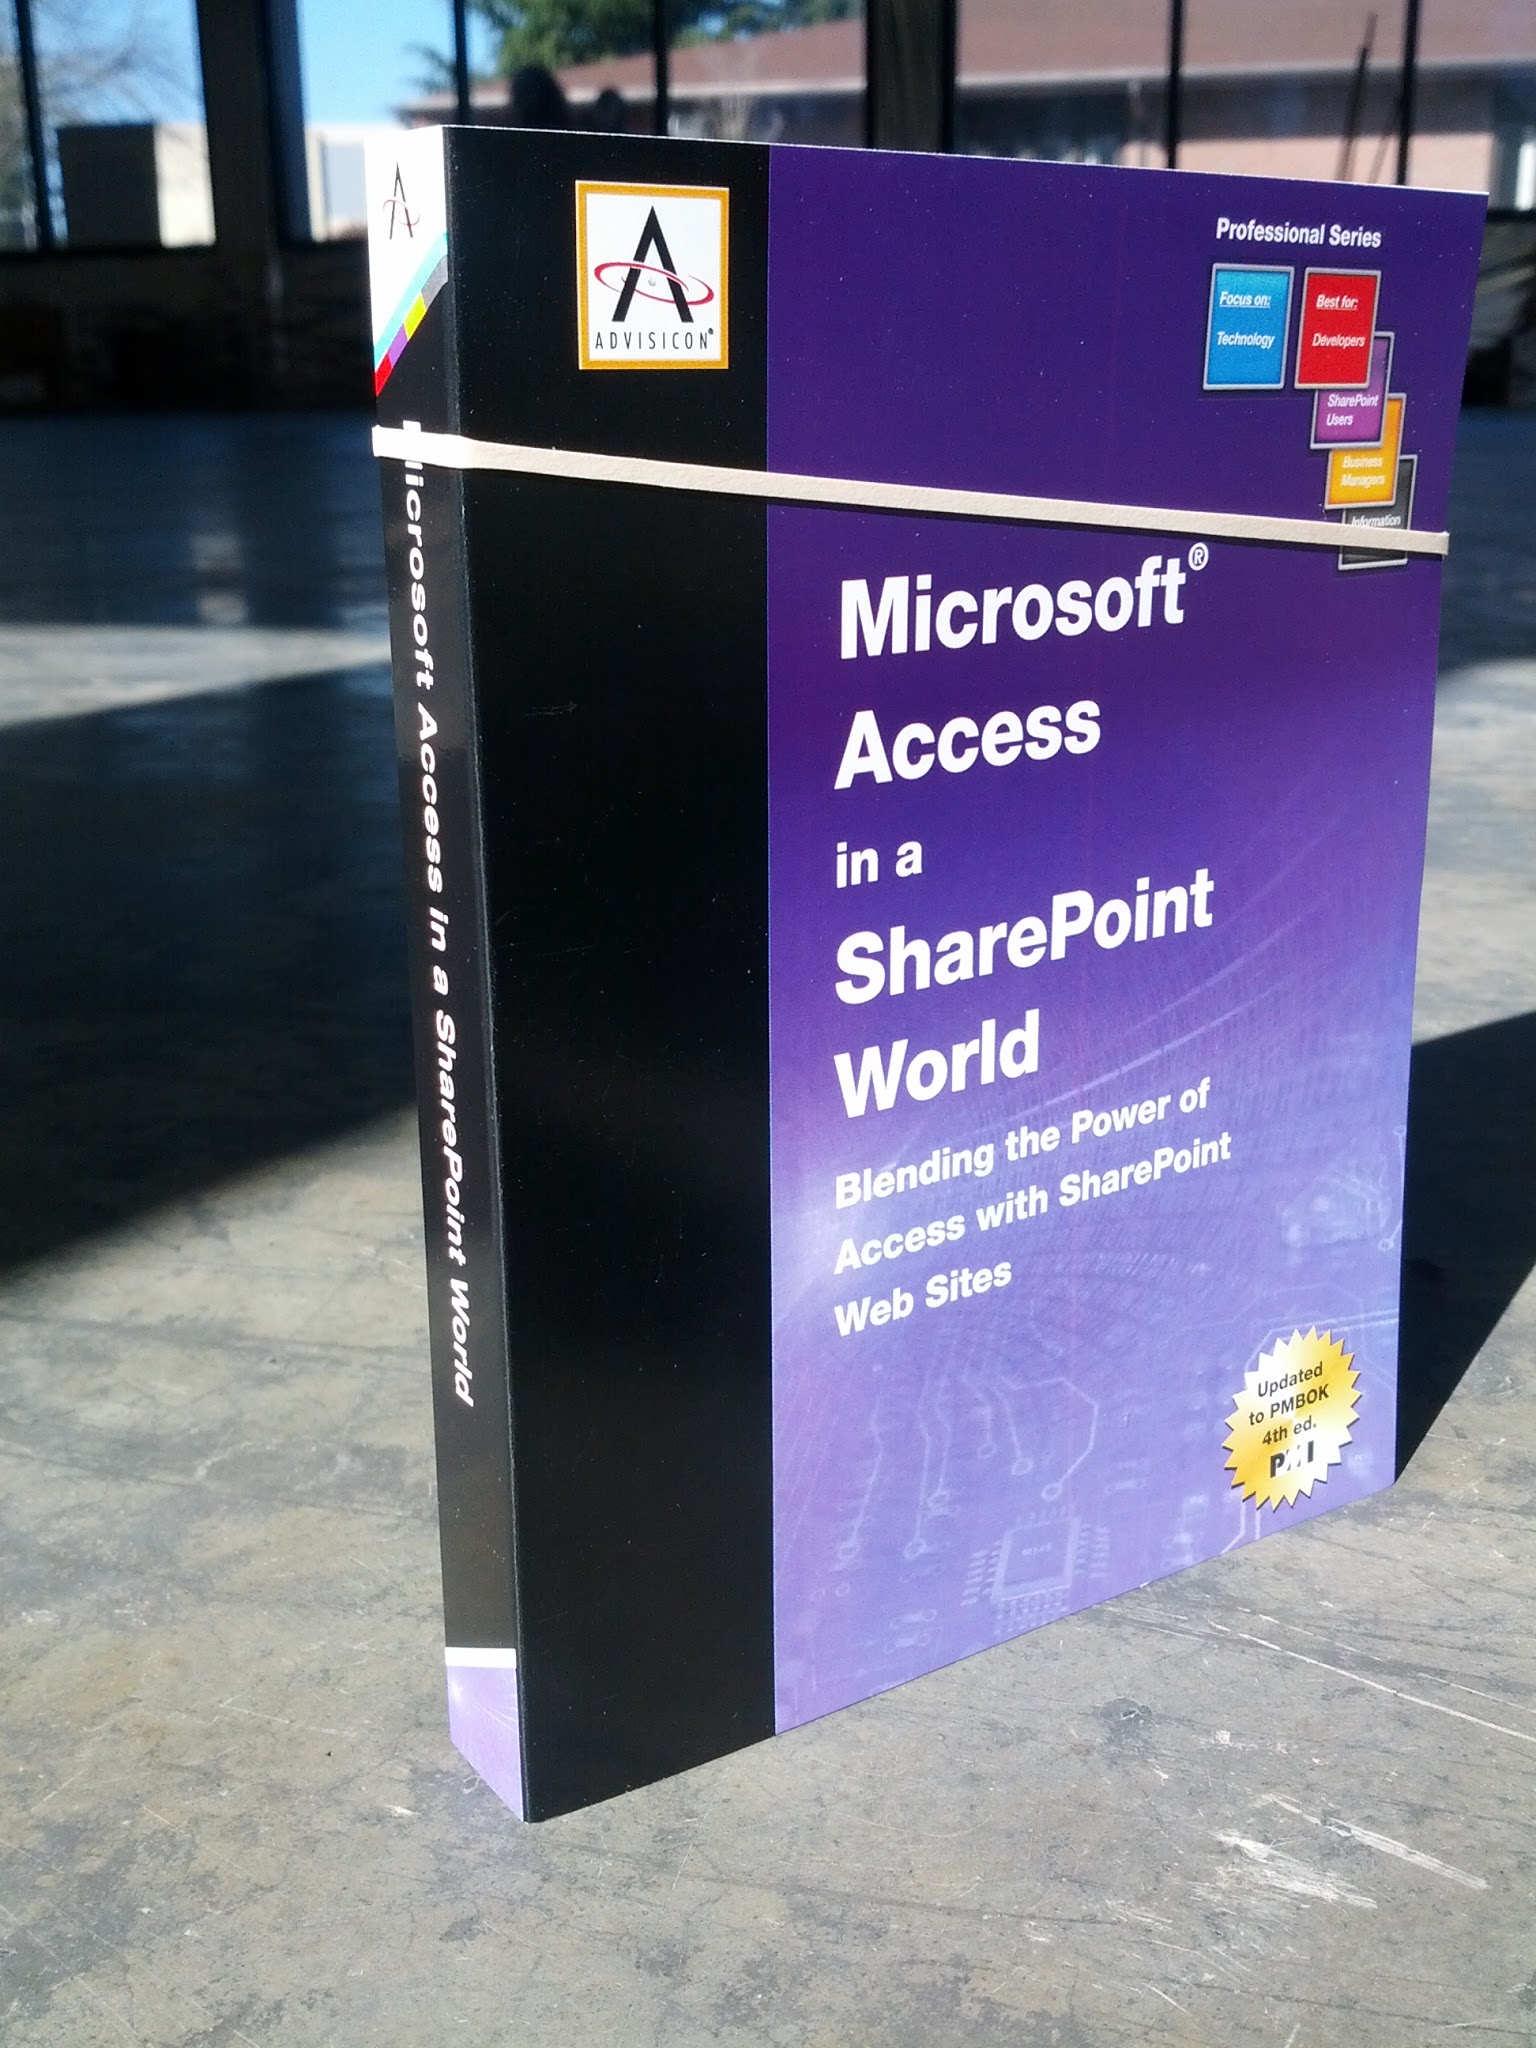 Microsoft Access in a SharePoint World
ADVISICON
Professional Series
Focus on:
Technology
Best for:
Developers
SharePoint
Users
Business
Managers
Information
Microsoft®
Access
in a
SharePoint
World
Blending the Power of
Access with SharePoint
Web Sites
Updated
to PMBOK
4th ed.
PMI